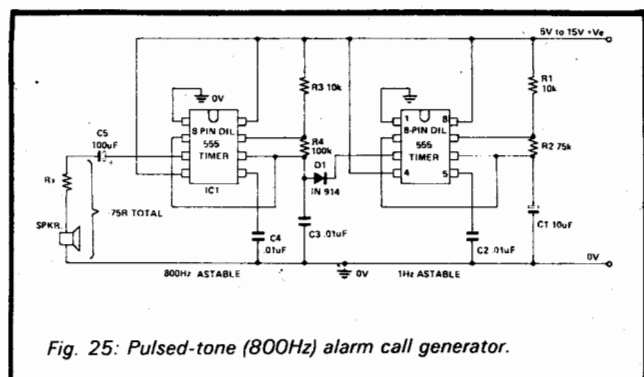 5V to 15V +Ve
R3 10k
R1
10k
0V
C5
100uF
8 PIN DIL
555
TIMER
IC1
R4
100k
D1
IN 914
1
8
8-PIN DIL
555
TIMER
4
5
R2 75k
Rx
75R TOTAL
SPKR.
C4
.01uF
C3 .01uF
C2 .01uF
C1 10uF
800Hz ASTABLE
0V
1Hz ASTABLE
0V
Fig. 25: Pulsed-tone (800Hz) alarm call generator.